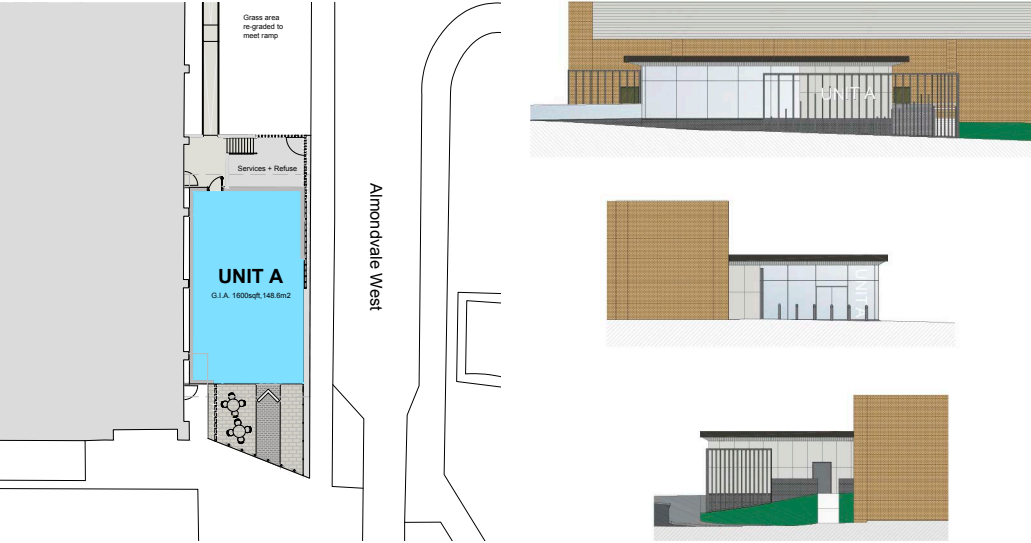 Grass area
re-graded to
meet ramp
Services + Refuse
UNIT A
G.I.A. 1600sqft,148.6m2
Almondvale West
UNIT A
UNIT A